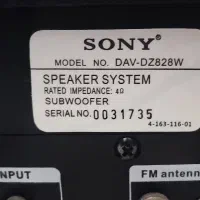 SONY
MODEL NO. DAV-DZ828W
SPEAKER SYSTEM
RATED IMPEDANCE: 4Ω
SUBWOOFER
SERIAL NO. 0031735
4-163-116-01
INPUT
FM antenn